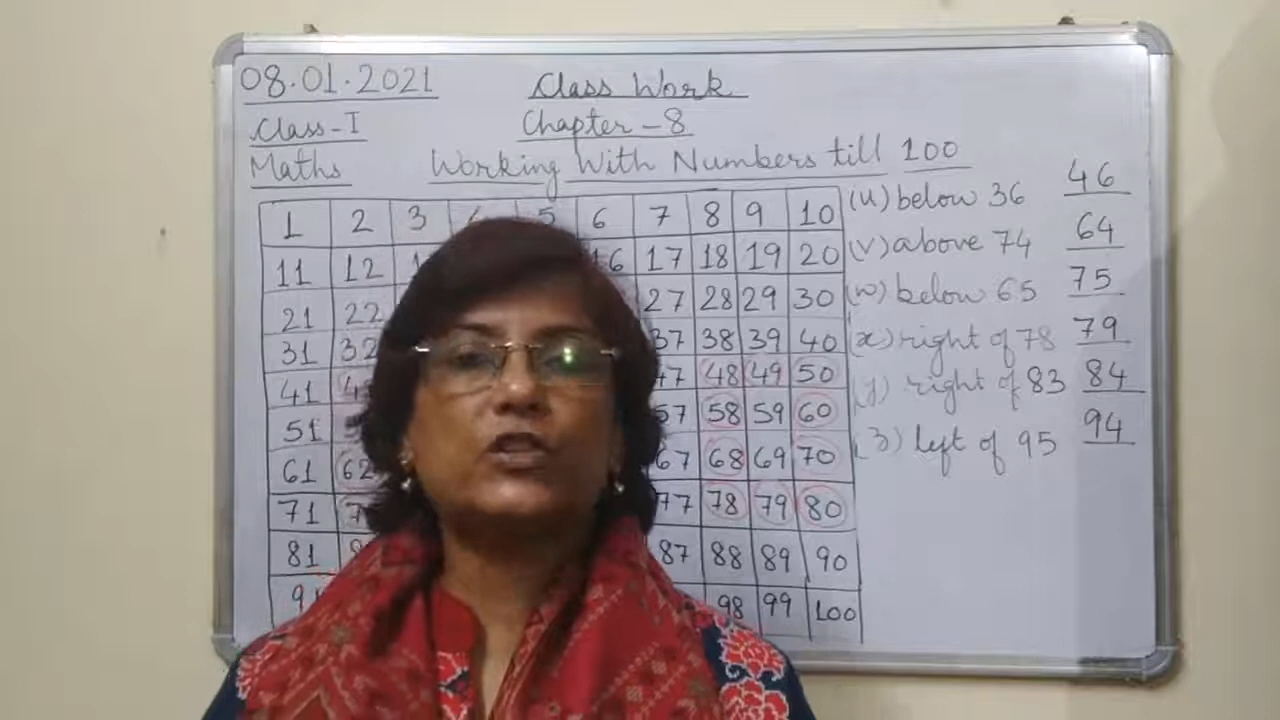 08.01.2021 Class Work
Class-I Chapter-8
Maths Working With Numbers till 100
1 2 3 5 6 7 8 9 10
11 12 16 17 18 19 20
21 22 27 28 29 30
31 32 37 38 39 40
41 47 48 49 50
51 57 58 59 60
61 62 67 68 69 70
71 77 78 79 80
81 87 88 89 90
98 99 100
(u) below 36 46
(v) above 74 64
(w) below 65 75
(x) right of 78 79
(y) right of 83 84
(z) left of 95 94